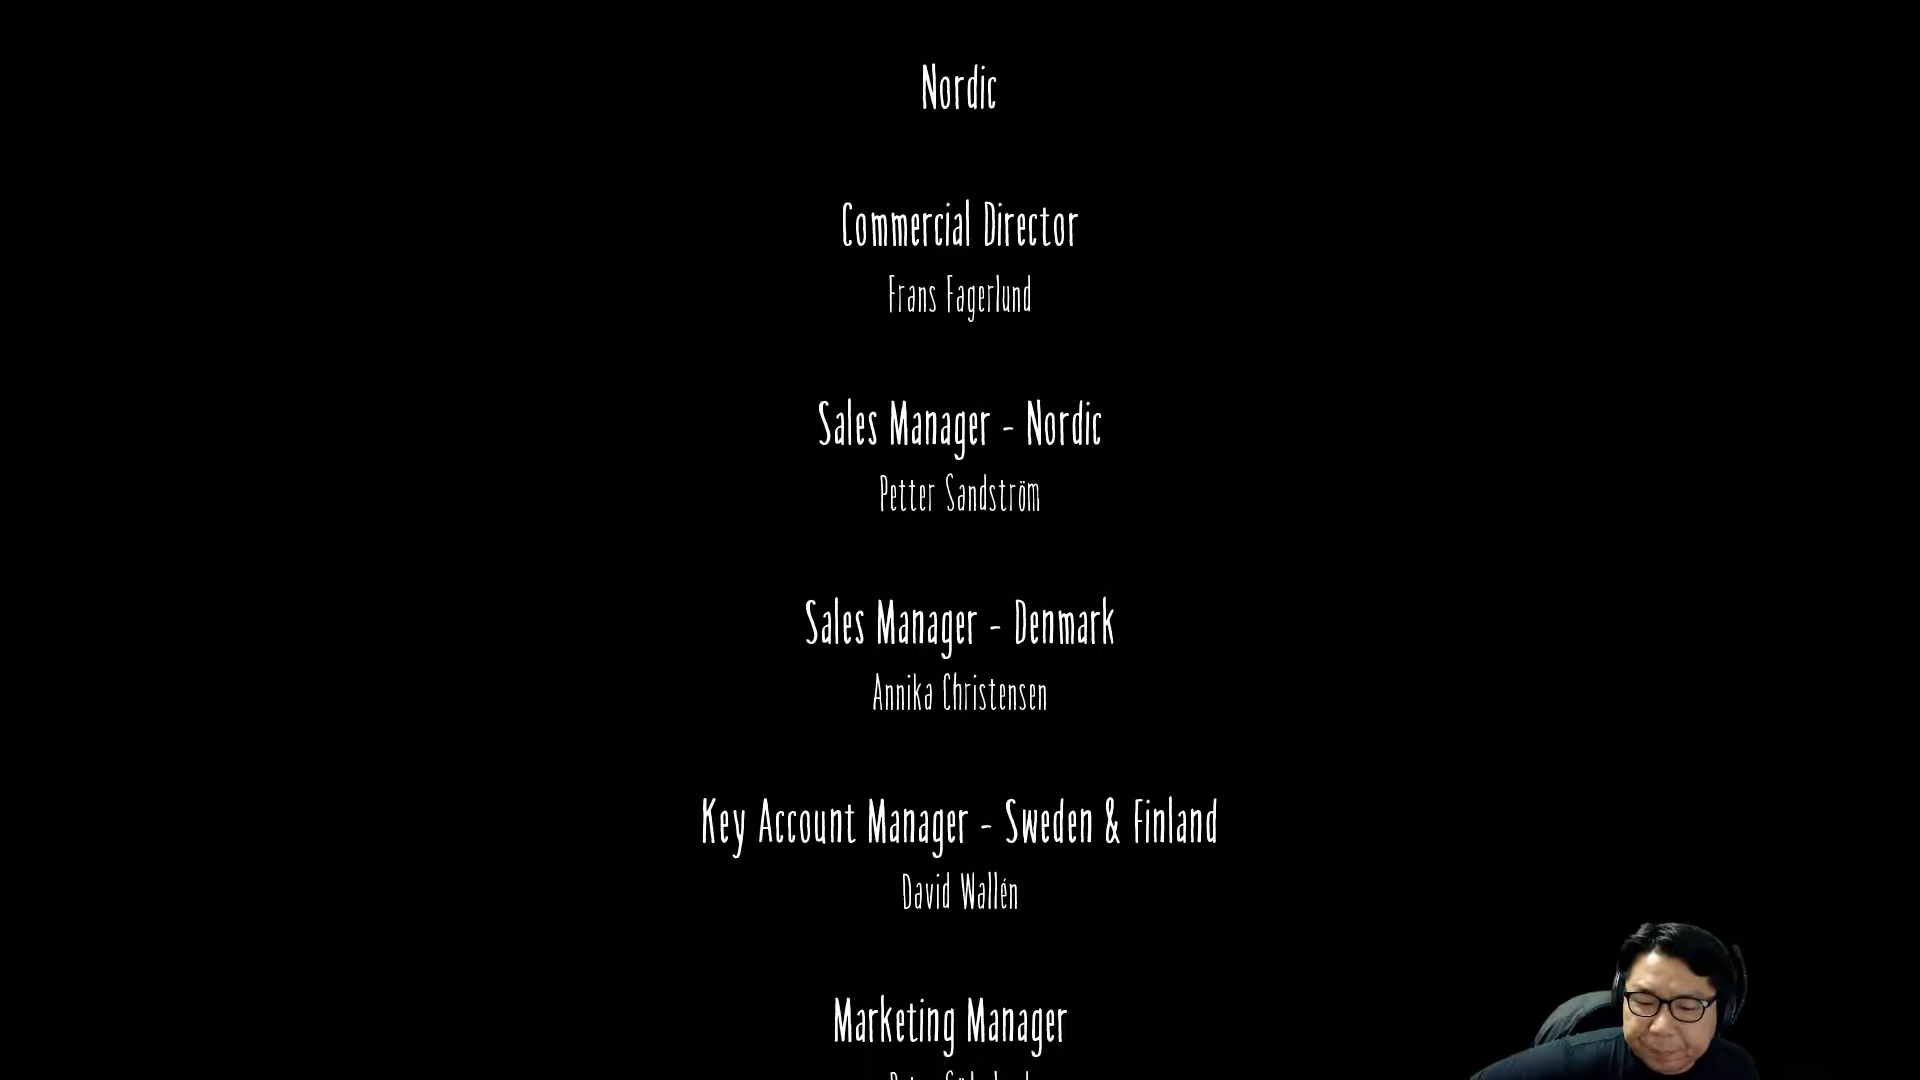 Nordic
Commercial Director
Frans Fagerlund
Sales Manager - Nordic
Petter Sandström
Sales Manager - Denmark
Annika Christensen
Key Account Manager - Sweden & Finland
David Wallén
Marketing Manager